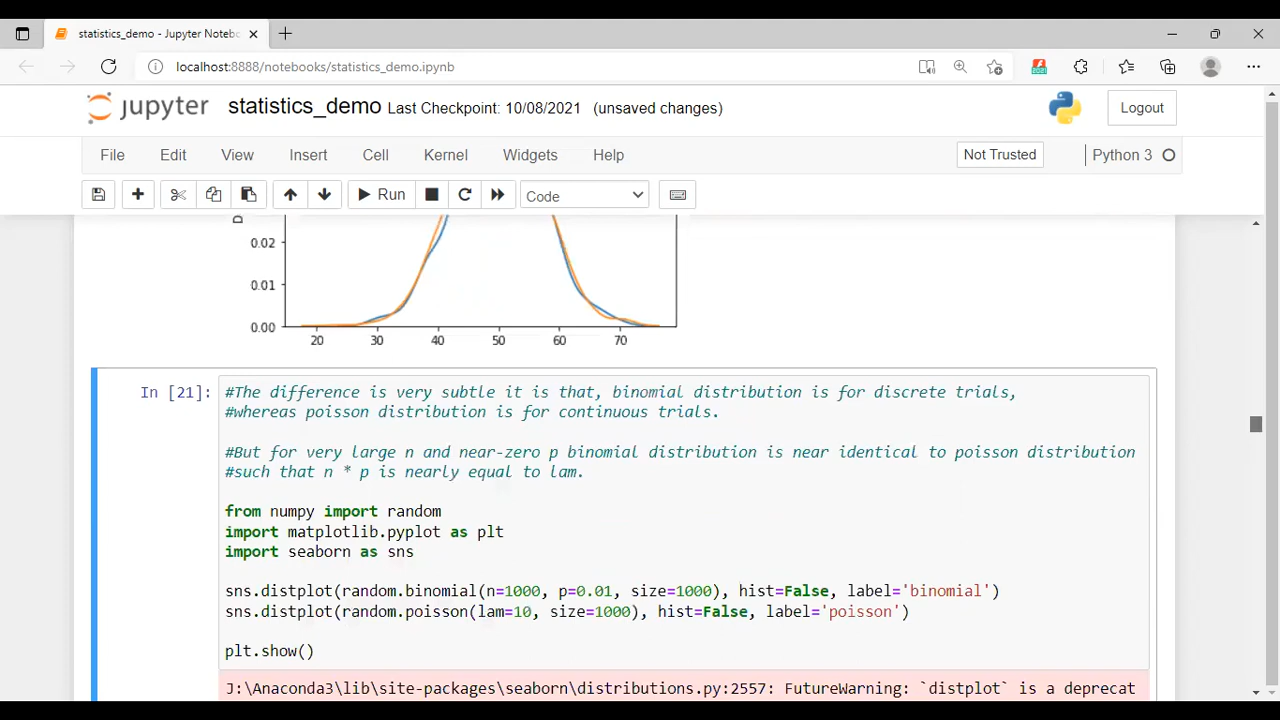 statistics_demo - Jupyter Notebo
localhost:8888/notebooks/statistics_demo.ipynb
jupyter statistics_demo Last Checkpoint: 10/08/2021 (unsaved changes) Logout
File Edit View Insert Cell Kernel Widgets Help Not Trusted Python 3
Run Code
D
0.02
0.01
0.00
20 30 40 50 60 70
In [21]:
#The difference is very subtle it is that, binomial distribution is for discrete trials,
#whereas poisson distribution is for continuous trials.
#But for very large n and near-zero p binomial distribution is near identical to poisson distribution
#such that n * p is nearly equal to lam.
from numpy import random
import matplotlib.pyplot as plt
import seaborn as sns
sns.distplot(random.binomial(n=1000, p=0.01, size=1000), hist=False, label='binomial')
sns.distplot(random.poisson(lam=10, size=1000), hist=False, label='poisson')
plt.show()
J:\Anaconda3\lib\site-packages\seaborn\distributions.py:2557: FutureWarning: `distplot` is a deprecat